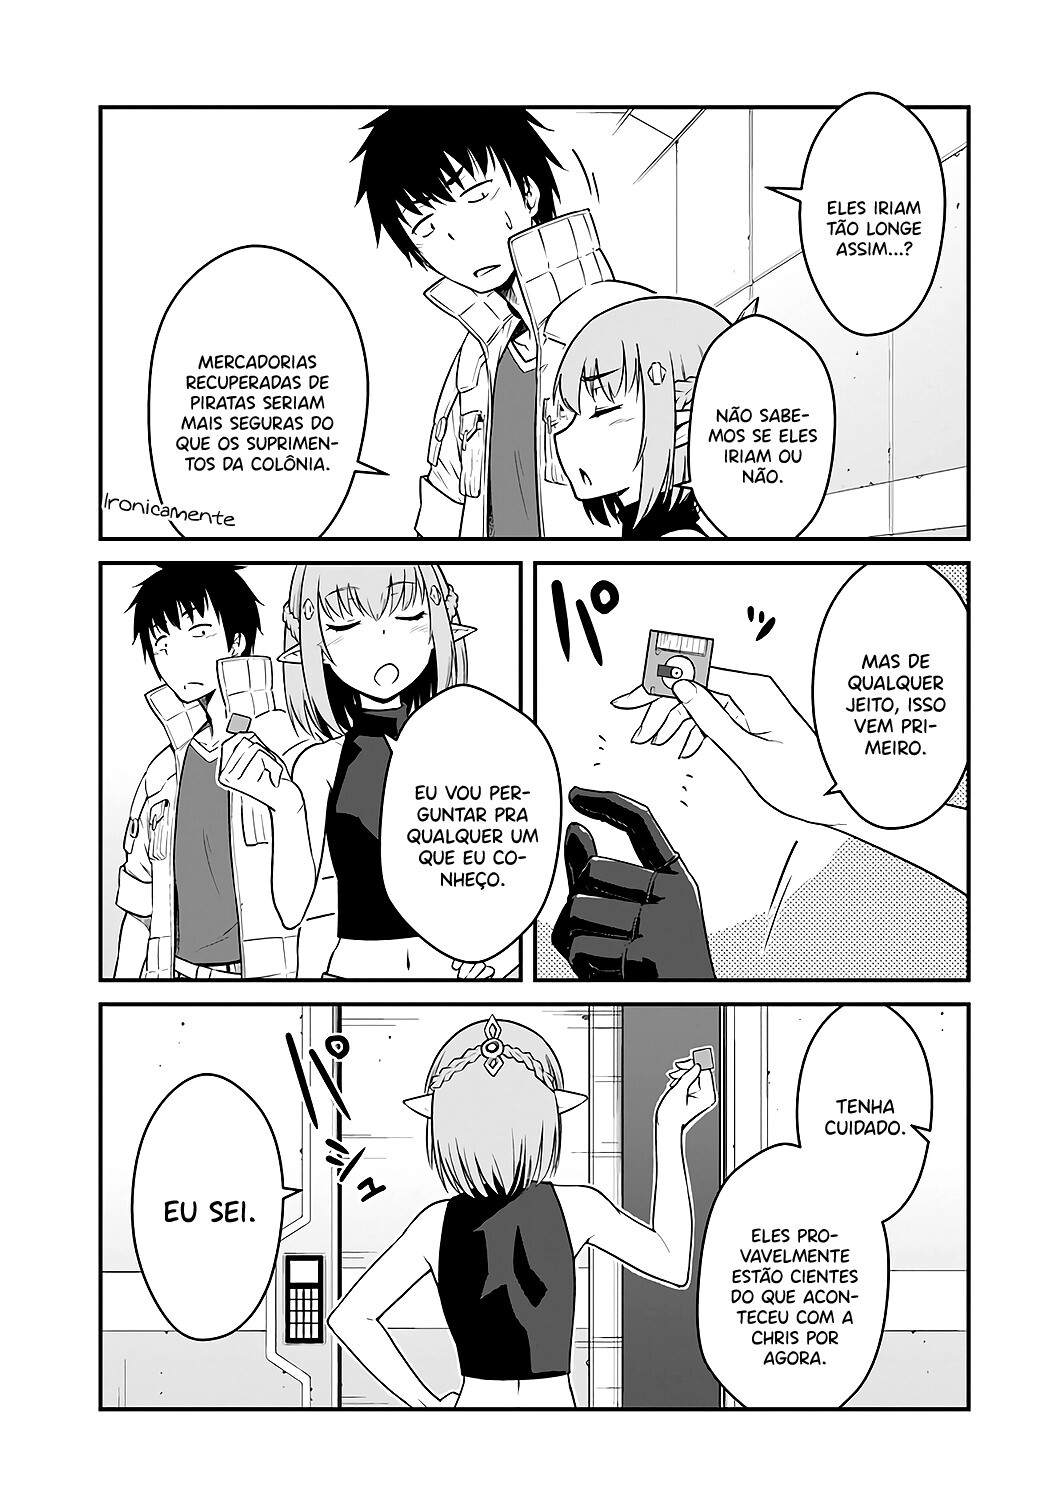 ELES IRIAM
TÃO LONGE
ASSIM...?
NÃO SABE-
MOS SE ELES
IRIAM OU
NÃO.
MERCADORIAS
RECUPERADAS DE
PIRATAS SERIAM
MAIS SEGURAS DO
QUE OS SUPRIMEN-
TOS DA COLÔNIA.
Ironicamente
パ
MAS DE
QUALQUER
JEITO, ISSO
VEM PRI-
MEIRO.
EU VOU PER-
GUNTAR PRA
QUALQUER UM
QUE EU CO-
NHEÇO.
TENHA
CUIDADO.
ELES PRO-
VAVELMENTE
ESTÃO CIENTES
DO QUE ACON-
TECEU COM A
CHRIS POR
AGORA.
パシュ
EU SEI.